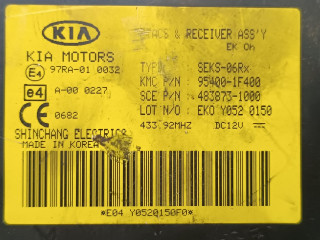 KIA
ETACS & RECEIVER ASS'Y
EK On
KIA MOTORS
E4 97RA-01 0032
TYPE : SEKS-06Rx
KMC P/N : 95400-1F400
e4 A-00 0227
SCE P/N : 483873-1000
CE 0682
LOT N/O : EKO Y052 0150
433.92MHZ DC12V
SHINCHANG ELECTRICS
MADE IN KOREA
*E04 Y0520150F0*